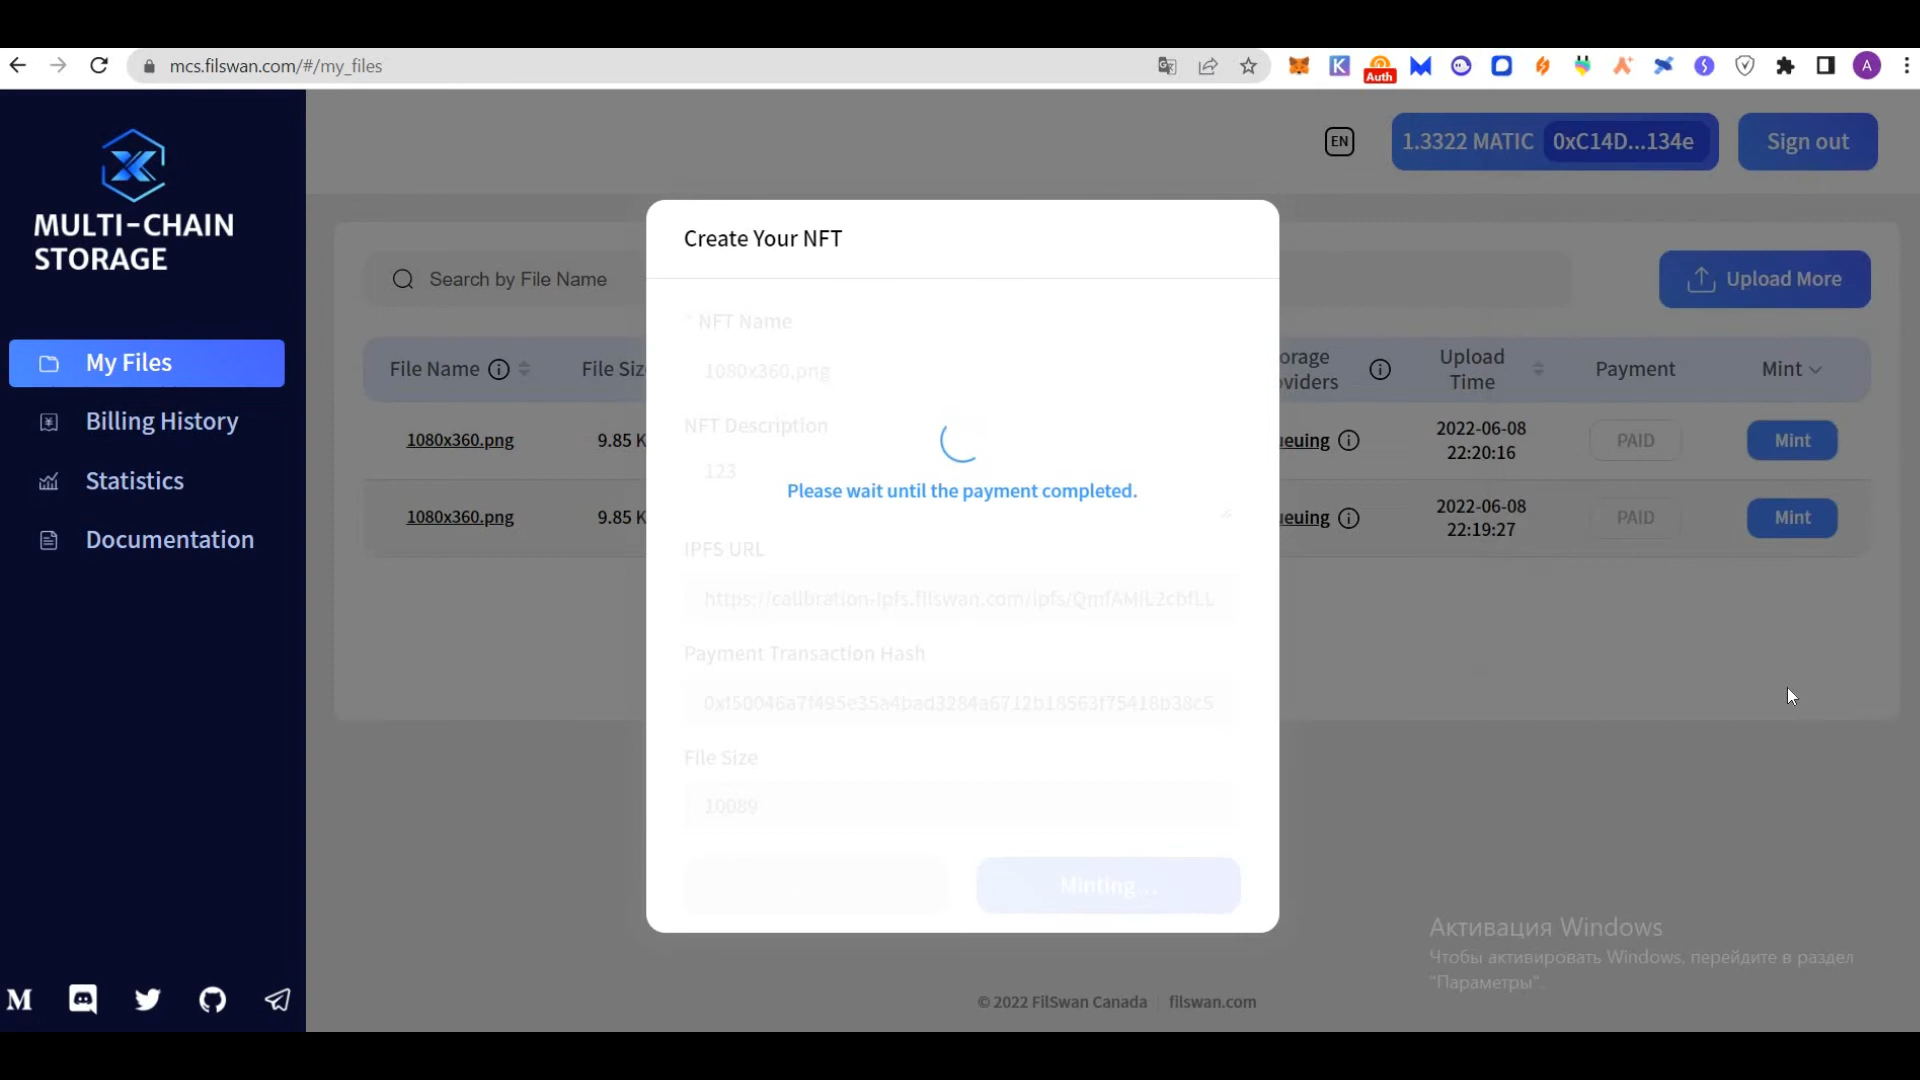 mcs.filswan.com/#/my_files
Auth
A
MULTI-CHAIN
STORAGE
EN
1.3322 MATIC
0xC14D...134e
Sign out
Create Your NFT
Search by File Name
Upload More
My Files
Billing History
Statistics
Documentation
File Name
File Siz
orage
oviders
Upload
Time
Payment
Mint
1080x360.png
9.85 K
euing
2022-06-08
22:20:16
PAID
Mint
1080x360.png
9.85 K
euing
2022-06-08
22:19:27
PAID
Mint
* NFT Name
1080x360.png
NFT Description
123
Please wait until the payment completed.
IPFS URL
https://calibration-ipfs.filswan.com/ipfs/QmfAMiL2cbfLL
Payment Transaction Hash
File Size
10089
Minting...
Активация Windows
Чтобы активировать Windows, перейдите в раздел
"Параметры".
© 2022 FilSwan Canada
filswan.com